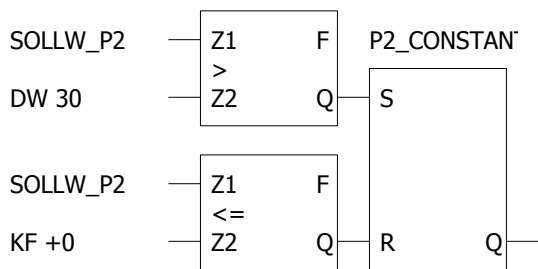 SOLLW_P2 Z1 F P2_CONSTAN
>
DW 30 Z2 Q S
SOLLW_P2 Z1 F
<=
KF +0 Z2 Q R Q